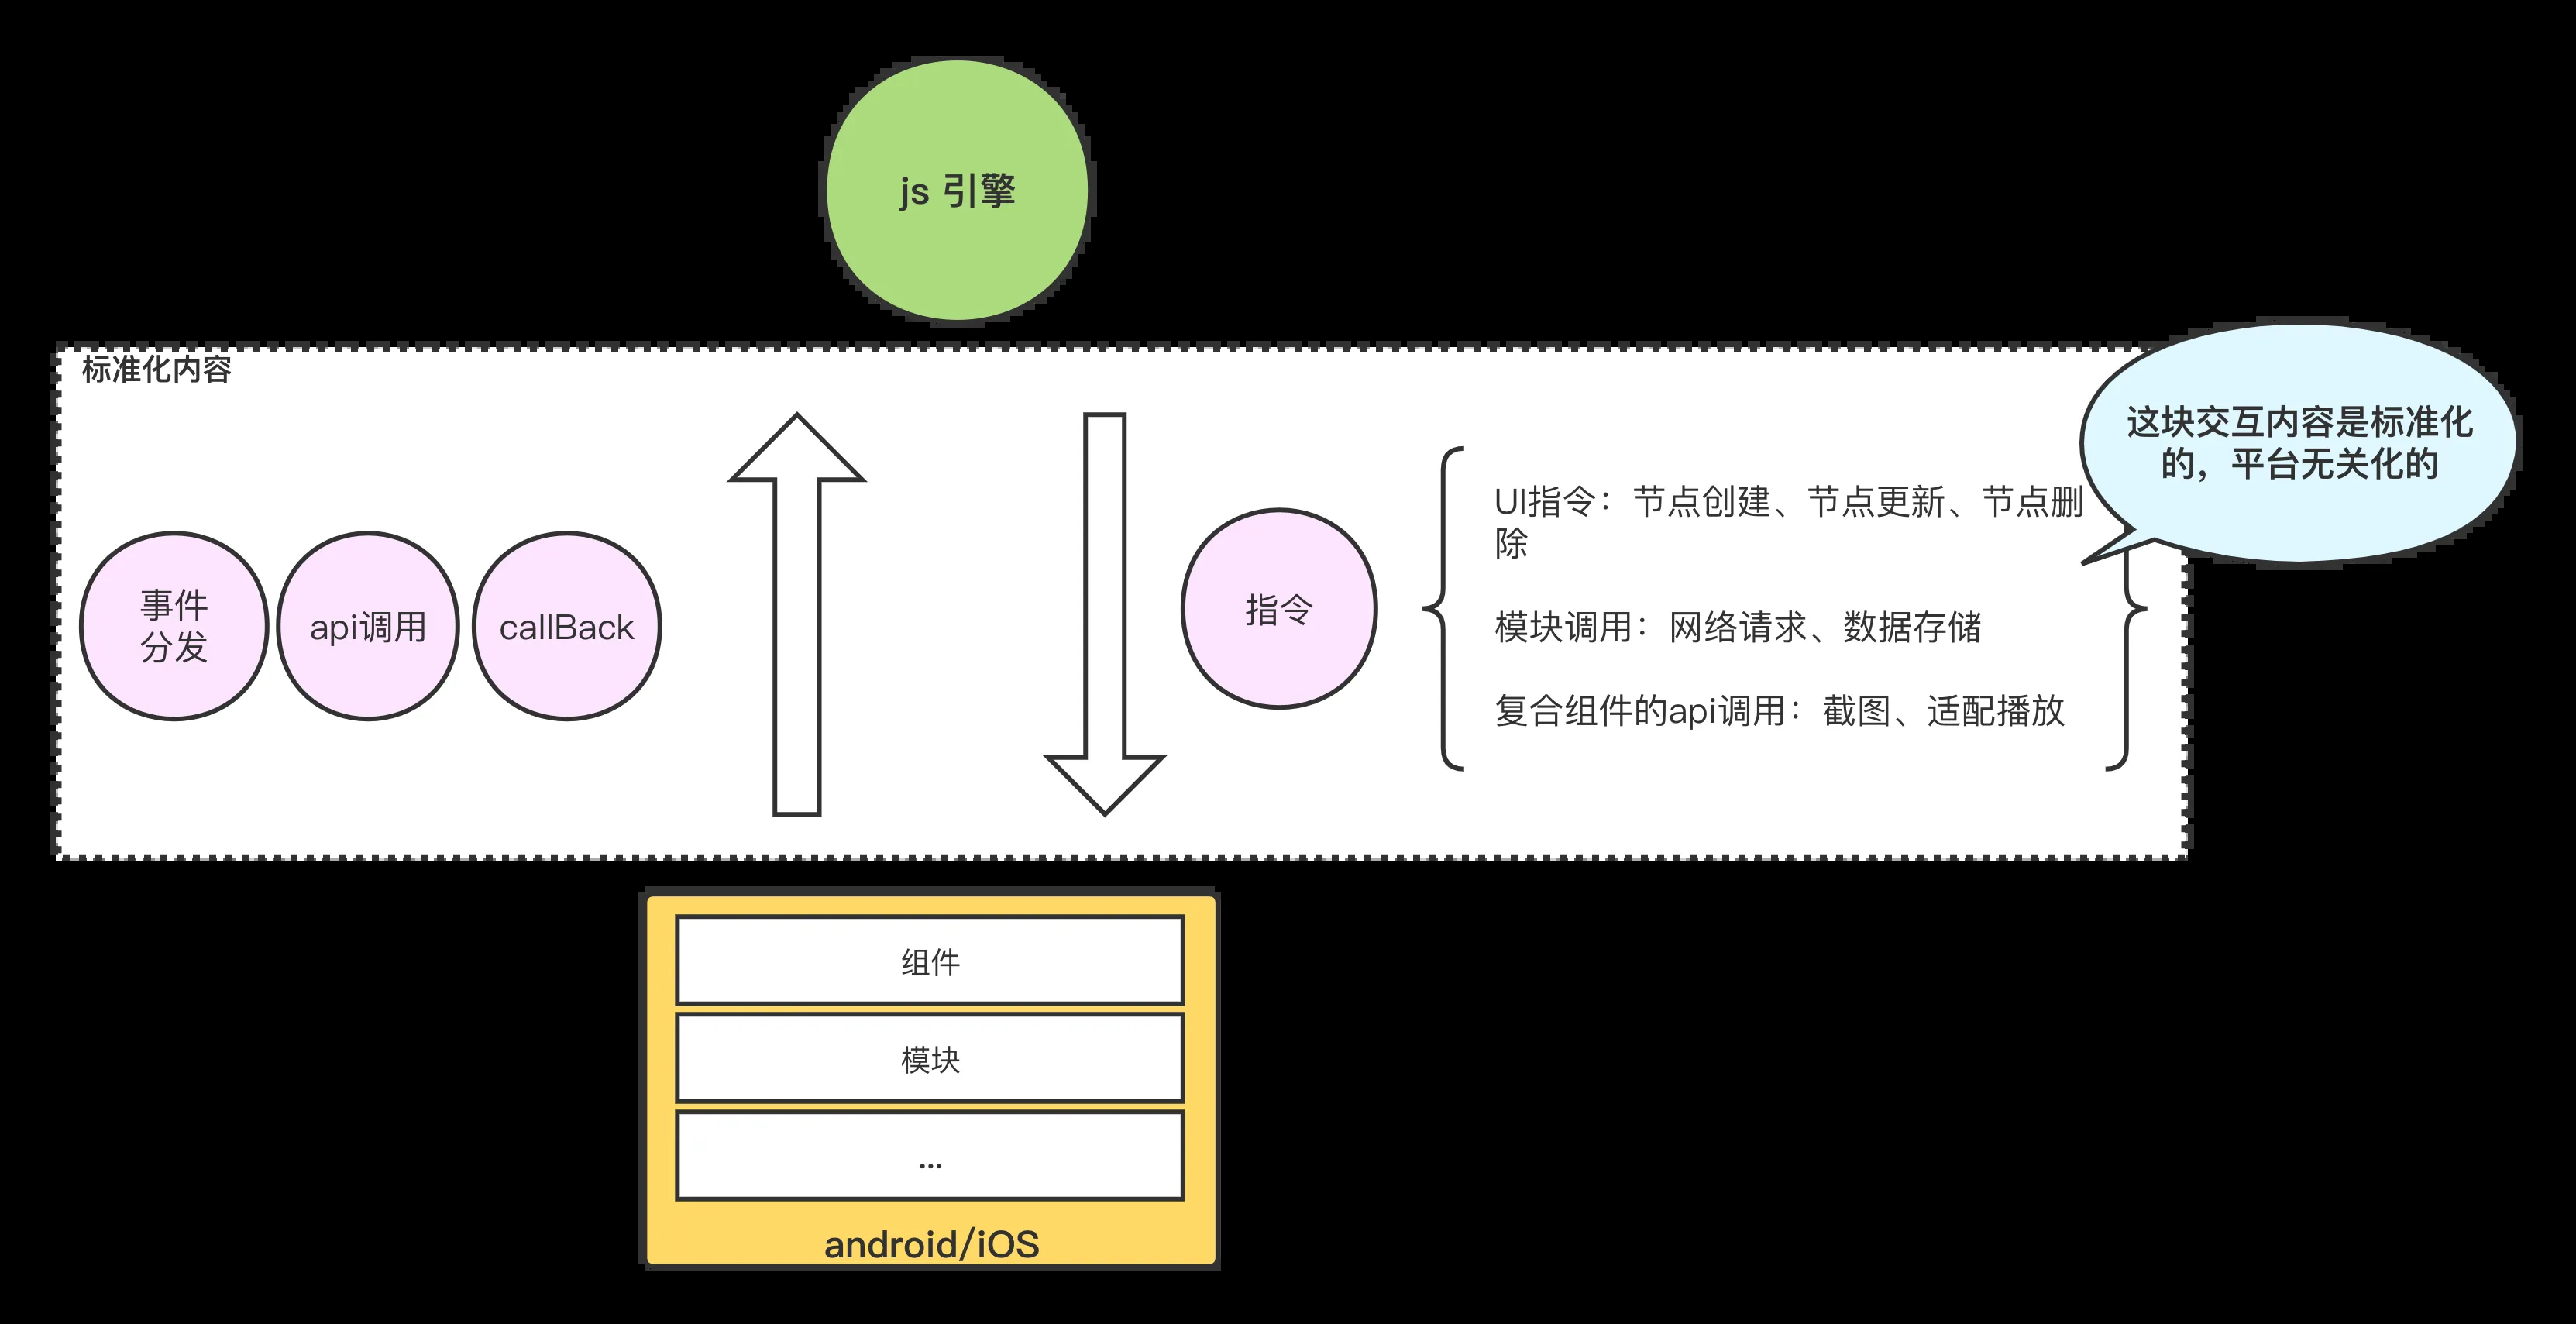 js 引擎
标准化内容
这块交互内容是标准化
的，平台无关化的
事件
分发
api调用
callBack
指令
UI指令：节点创建、节点更新、节点删
除
模块调用：网络请求、数据存储
复合组件的api调用：截图、适配播放
组件
模块
...
android/iOS